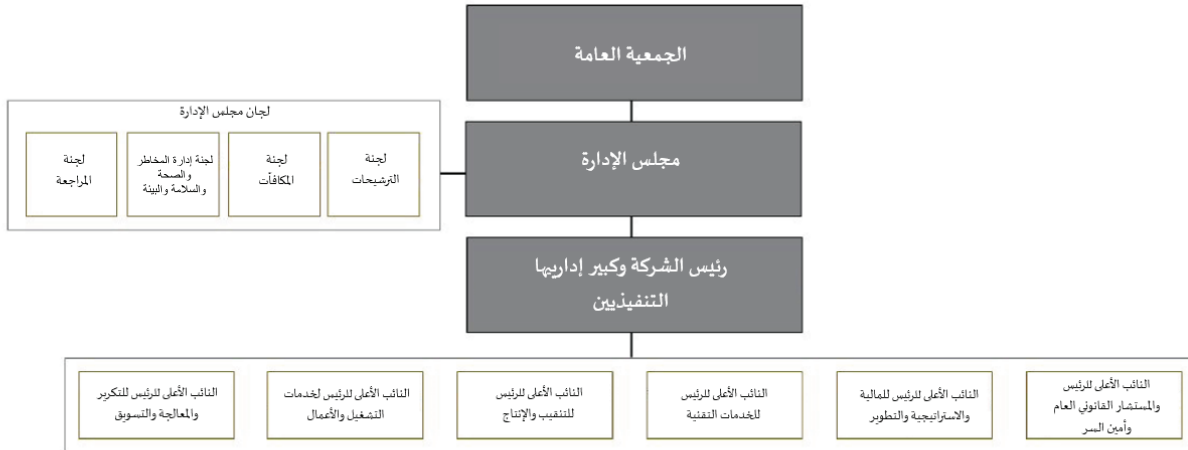 الجمعية العامة
لجان مجلس الإدارة
مجلس الإدارة
لجنة
الترشيحات
لجنة
المكافآت
لجنة إدارة المخاطر
والصحة
والسلامة والبيئة
لجنة
المراجعة
رئيس الشركة وكبير إدارييها
التنفيذيين
النائب الأعلى للرئيس
والمستشار القانوني العام
وأمين السر
النائب الأعلى للرئيس للمالية
والاستراتيجية والتطوير
النائب الأعلى للرئيس
للخدمات التقنية
النائب الأعلى للرئيس
للتنقيب والإنتاج
النائب الأعلى للرئيس لخدمات
التشغيل والأعمال
النائب الأعلى للرئيس للتكرير
والمعالجة والتسويق